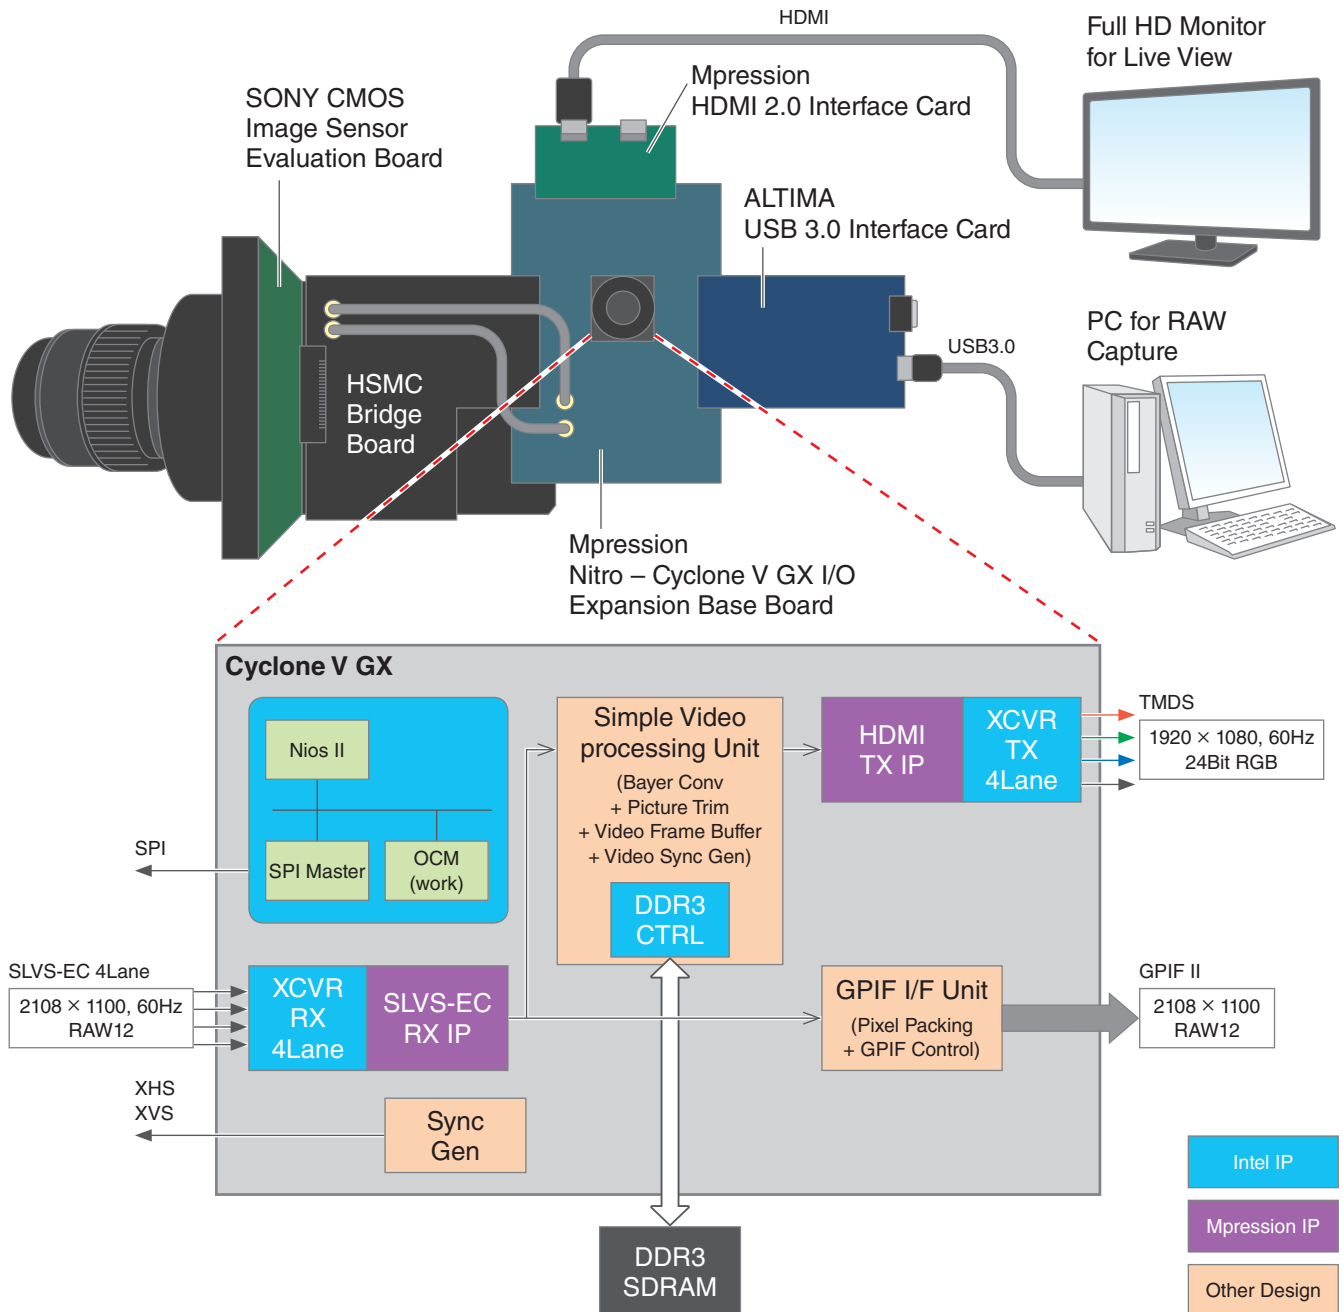 HDMI
Full HD Monitor
for Live View
Mpression
HDMI 2.0 Interface Card
SONY CMOS
Image Sensor
Evaluation Board
ALTIMA
USB 3.0 Interface Card
PC for RAW
Capture
USB3.0
HSMC
Bridge
Board
Mpression
Nitro – Cyclone V GX I/O
Expansion Base Board
Cyclone V GX
Nios II
SPI Master
OCM
(work)
SPI
Simple Video
processing Unit
(Bayer Conv
+ Picture Trim
+ Video Frame Buffer
+ Video Sync Gen)
DDR3
CTRL
HDMI
TX IP
XCVR
TX
4Lane
TMDS
1920 × 1080, 60Hz
24Bit RGB
SLVS-EC 4Lane
2108 × 1100, 60Hz
RAW12
XCVR
RX
4Lane
SLVS-EC
RX IP
GPIF I/F Unit
(Pixel Packing
+ GPIF Control)
GPIF II
2108 × 1100
RAW12
XHS
XVS
Sync
Gen
DDR3
SDRAM
Intel IP
Mpression IP
Other Design